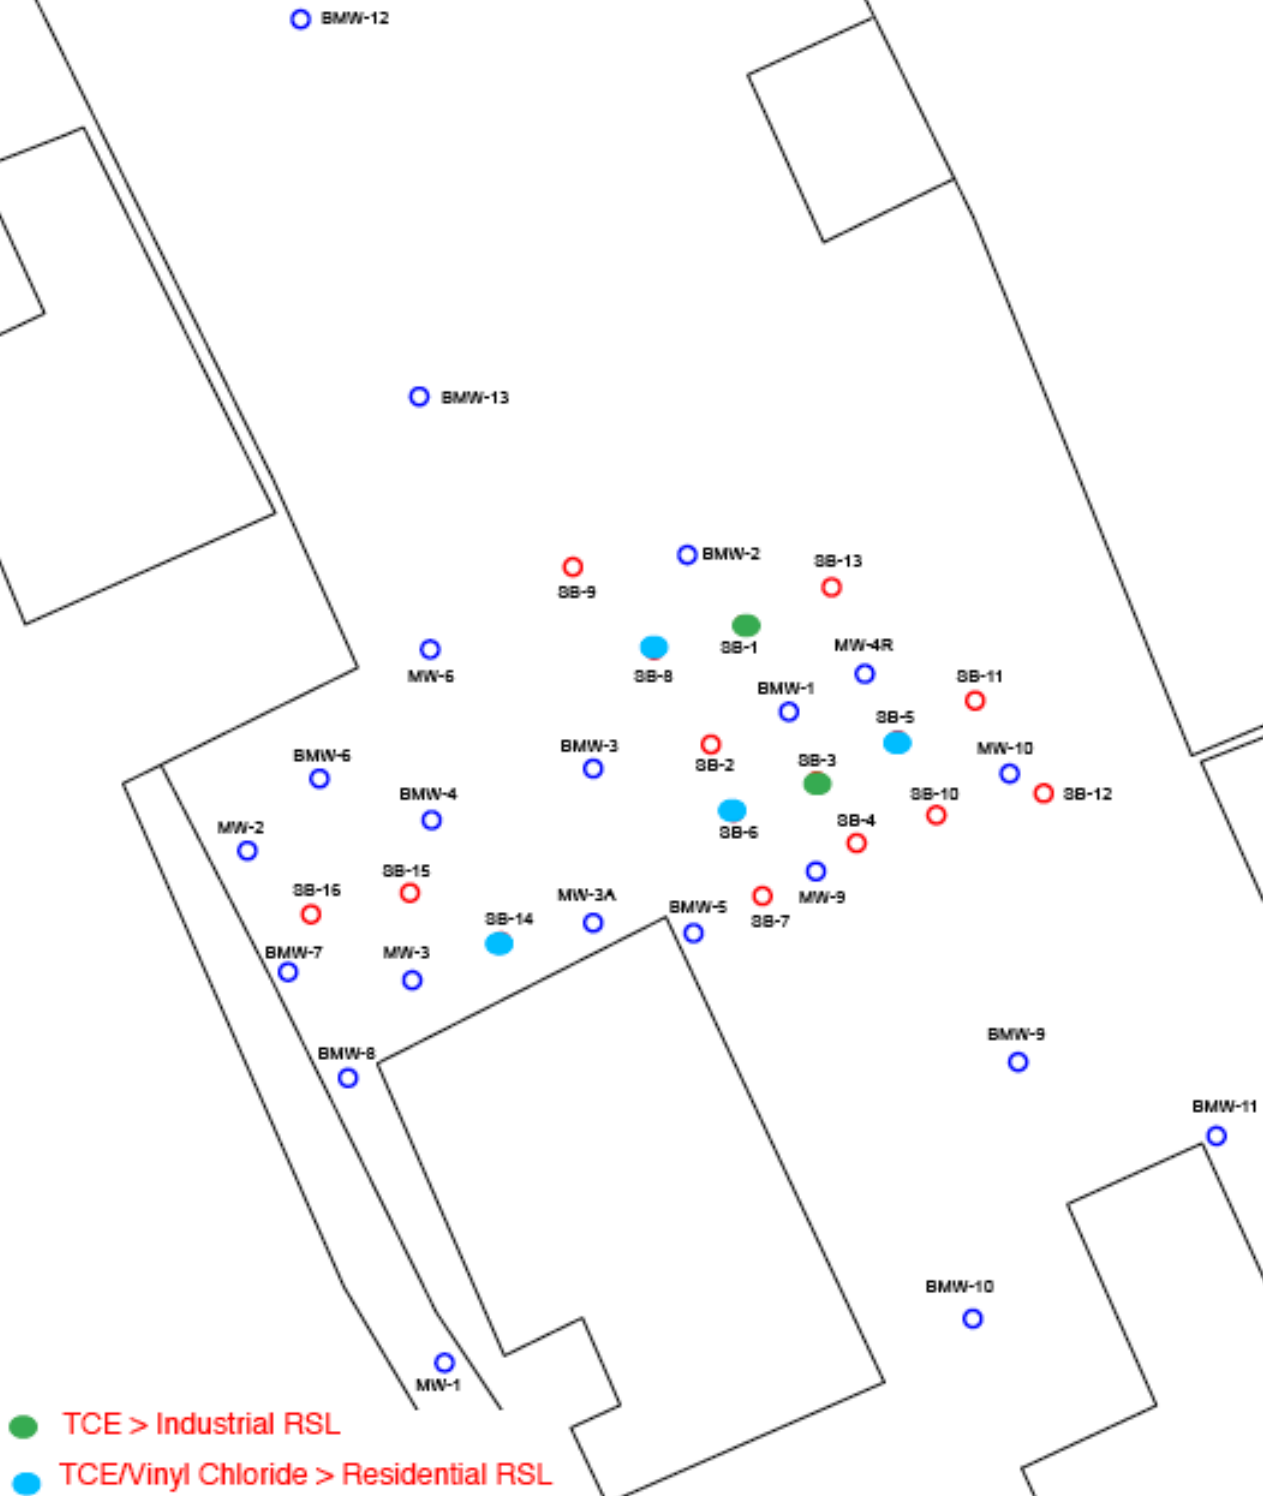 BMW-12
BMW-13
BMW-2
SB-13
SB-9
SB-1
MW-4R
SB-8
MW-6
SB-11
BMW-1
SB-5
BMW-3
MW-10
BMW-6
SB-2
SB-3
BMW-4
SB-10
SB-12
SB-4
MW-2
SB-6
SB-15
SB-16
MW-3A
MW-9
BMW-5
SB-14
SB-7
BMW-7
MW-3
BMW-9
BMW-8
BMW-11
BMW-10
MW-1
TCE > Industrial RSL
TCE/Vinyl Chloride > Residential RSL